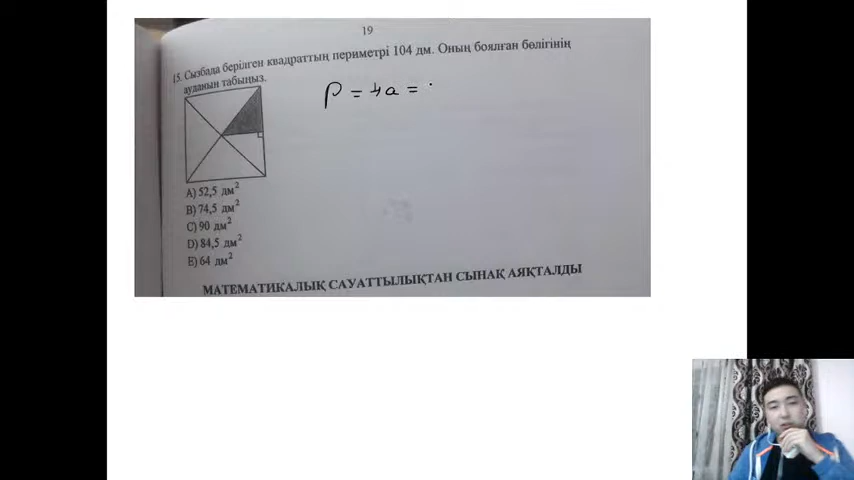 19
15. Сызбада берілген квадраттың периметрі 104 дм. Оның боялған бөлігінің
ауданын табыңыз.
P = 4a =
A) 52,5 дм²
B) 74,5 дм²
C) 90 дм²
D) 84,5 дм²
E) 64 дм²
МАТЕМАТИКАЛЫҚ САУАТТЫЛЫҚТАН СЫНАҚ АЯҚТАЛДЫ